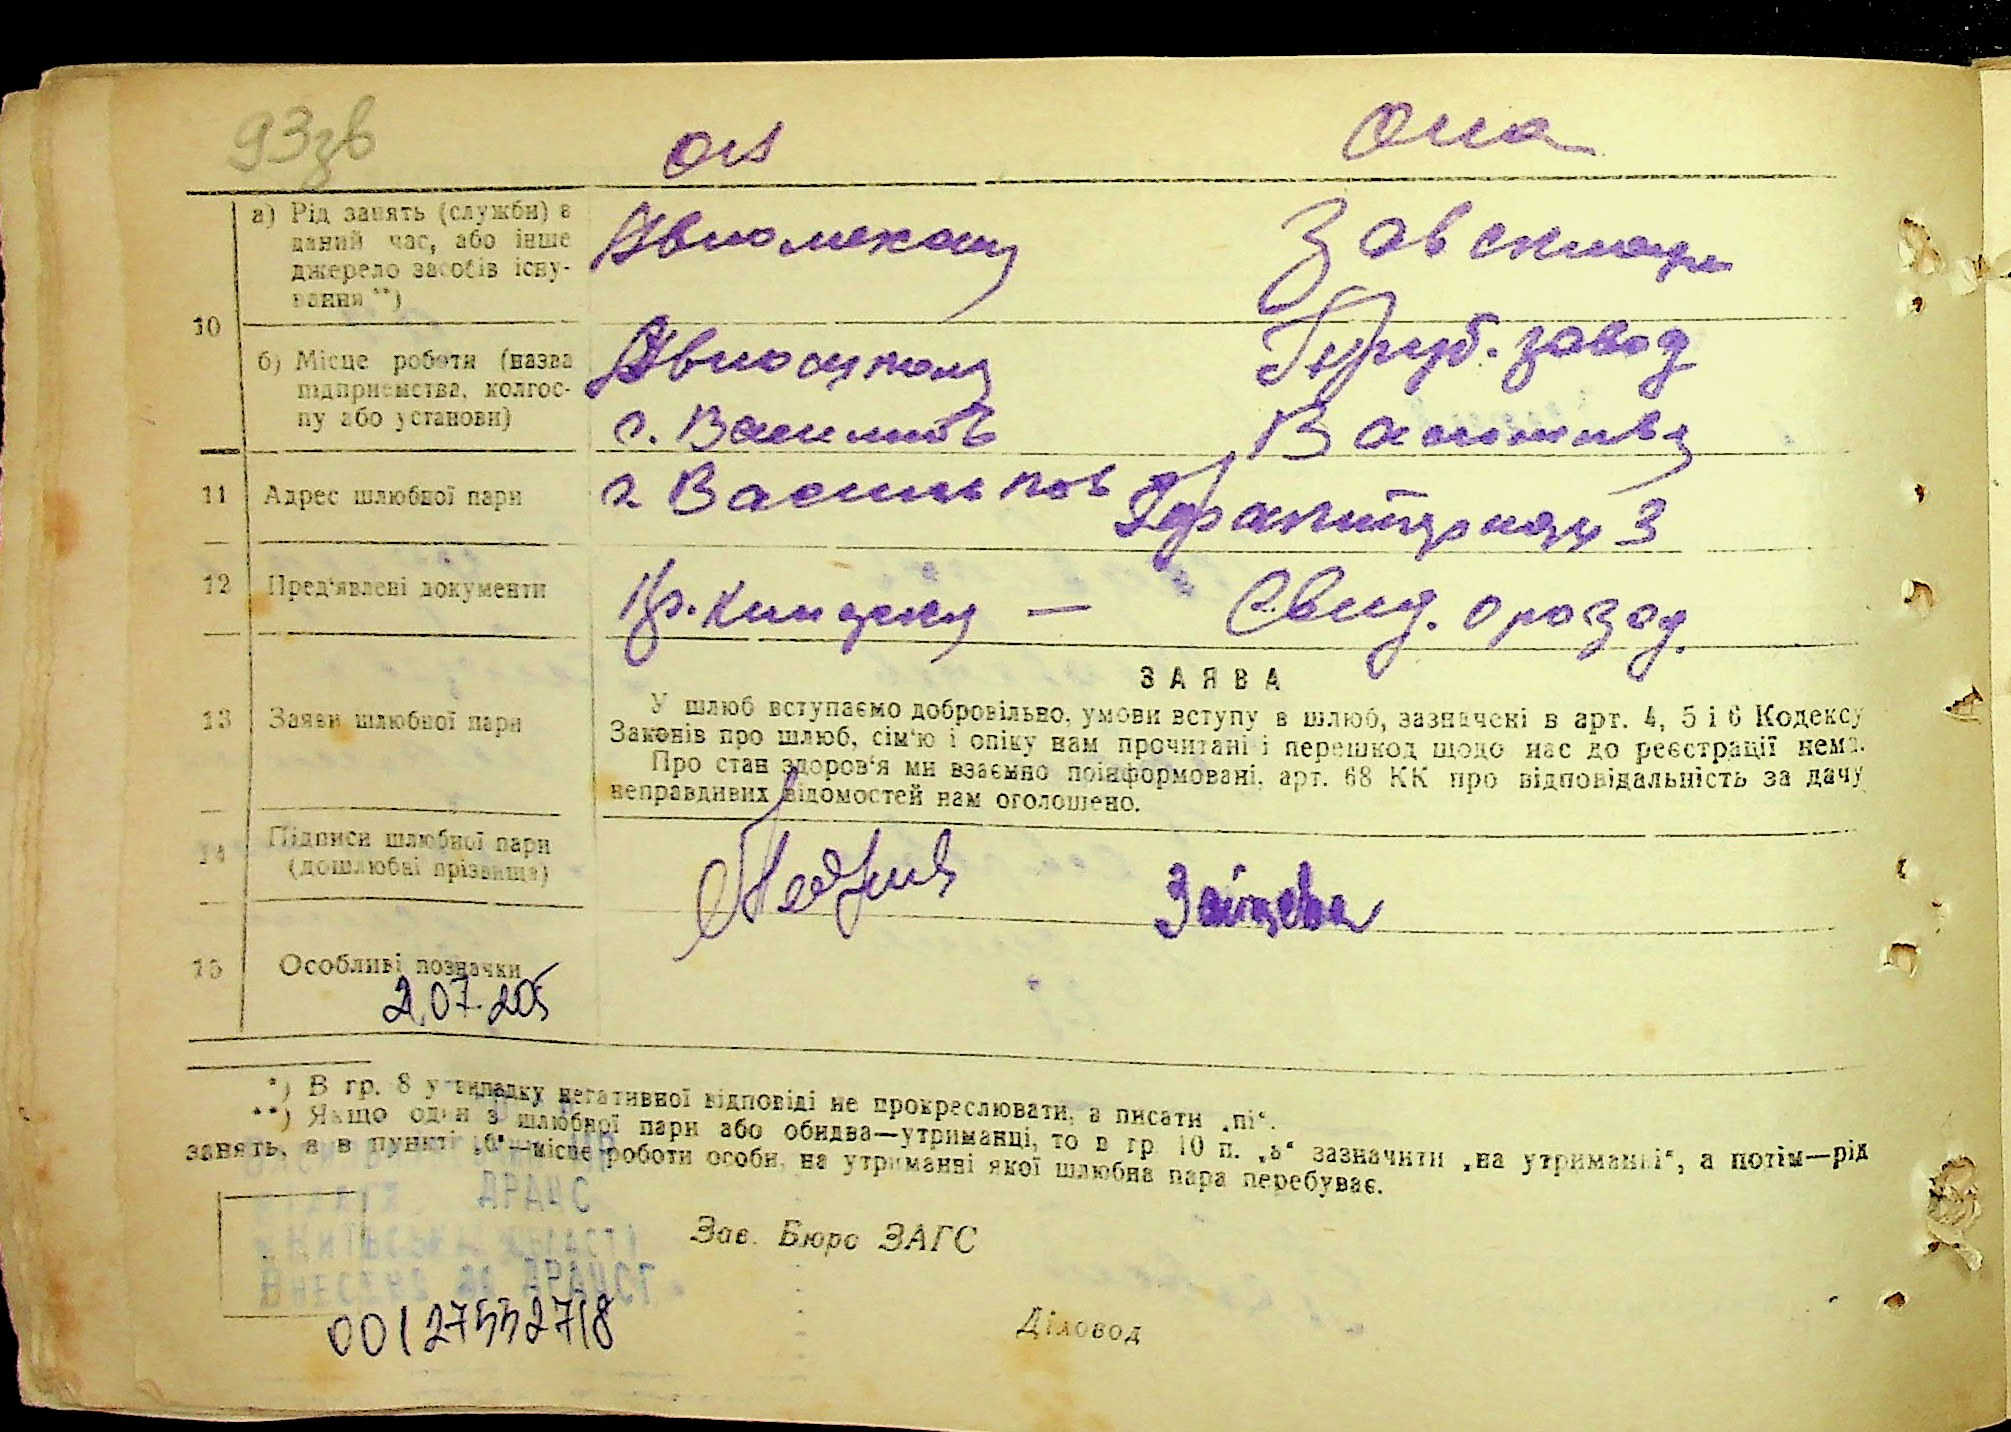 93зв
он
она
а) Рід занять (служби) в даний час, або інше джерело засобів існування **)
Авиомеханик
Зав складом
10
б) Місце роботи (назва підприємства, колгоспу або установи)
завод
г. Васильков
Васильков
11 Адрес шлюбної пари
г. Васильков
3
12 Пред'явлені документи
Кр. книжка — Свид. о рожд.
ЗАЯВА
13 Заяви шлюбної пари
У шлюб вступаємо добровільно, умови вступу в шлюб, зазначені в арт. 4, 5 і 6 Кодексу
Законів про шлюб, сім'ю і опіку нам прочитані і перешкод щодо нас до реєстрації нема.
Про стан здоров'я ми взаємно поінформовані, арт. 68 КК про відповідальність за дачу
неправдивих відомостей нам оголошено.
14 Підписи шлюбної пари (дошлюбні прізвища)
Зайцева
15 Особливі позначки
2.07.205
*) В гр. 8 у випадку негативної відповіді не прокреслювати, а писати „ні“.
**) Якщо один з шлюбної пари або обидва—утриманці, то в гр 10 п. „а“ зазначити „на утриманні“, а потім—рід
занять, а в пункті „б“—місце роботи особи, на утриманні якої шлюбна пара перебуває.
ДРАЦС
Внесено до ДРАЦСГ
Зав. Бюро ЗАГС
00127552718
Діловод